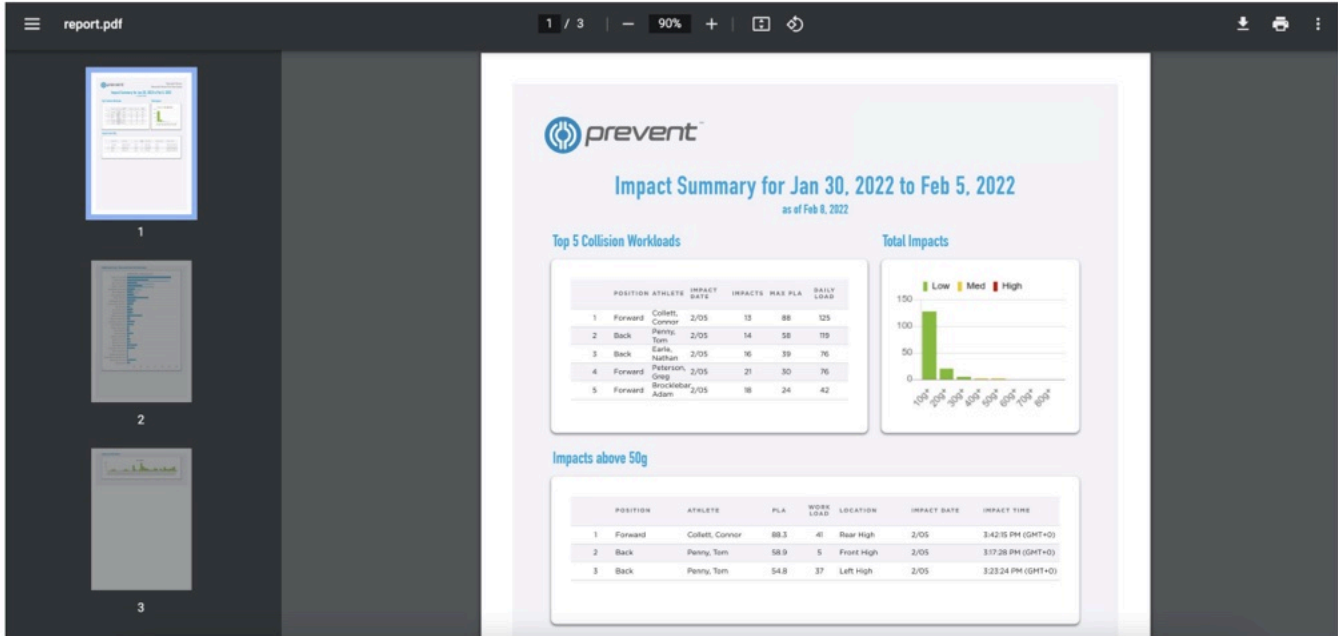 report.pdf
1 / 3 | − 90% + |
prevent™
Impact Summary for Jan 30, 2022 to Feb 5, 2022
as of Feb 8, 2022
Top 5 Collision Workloads
POSITION ATHLETE IMPACT DATE IMPACTS MAX PLA DAILY LOAD
1 Forward Collett, Connor 2/05 13 88 125
2 Back Penny, Tom 2/05 14 58 119
3 Back Earle, Nathan 2/05 16 39 76
4 Forward Peterson, Greg 2/05 21 30 76
5 Forward Brocklebar, Adam 2/05 18 24 42
Total Impacts
Low Med High
150
100
50
0
10g+ 20g+ 30g+ 40g+ 50g+ 60g+ 70g+ 80g+
Impacts above 50g
POSITION ATHLETE PLA WORK LOAD LOCATION IMPACT DATE IMPACT TIME
1 Forward Collett, Connor 88.3 41 Rear High 2/05 3:42:15 PM (GMT+0)
2 Back Penny, Tom 58.9 5 Front High 2/05 3:17:28 PM (GMT+0)
3 Back Penny, Tom 54.8 37 Left High 2/05 3:23:24 PM (GMT+0)
1
2
3